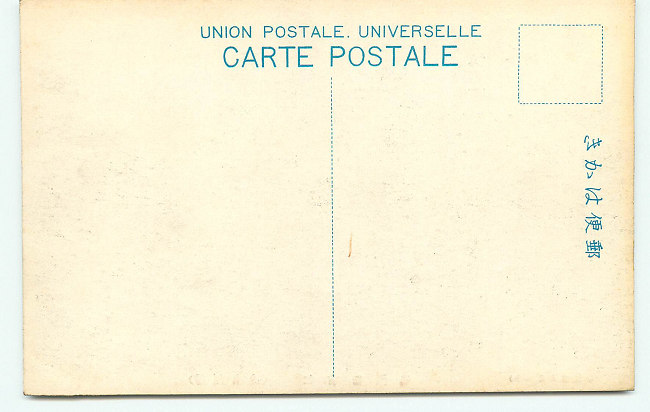 UNION POSTALE. UNIVERSELLE
CARTE POSTALE
郵便はかき